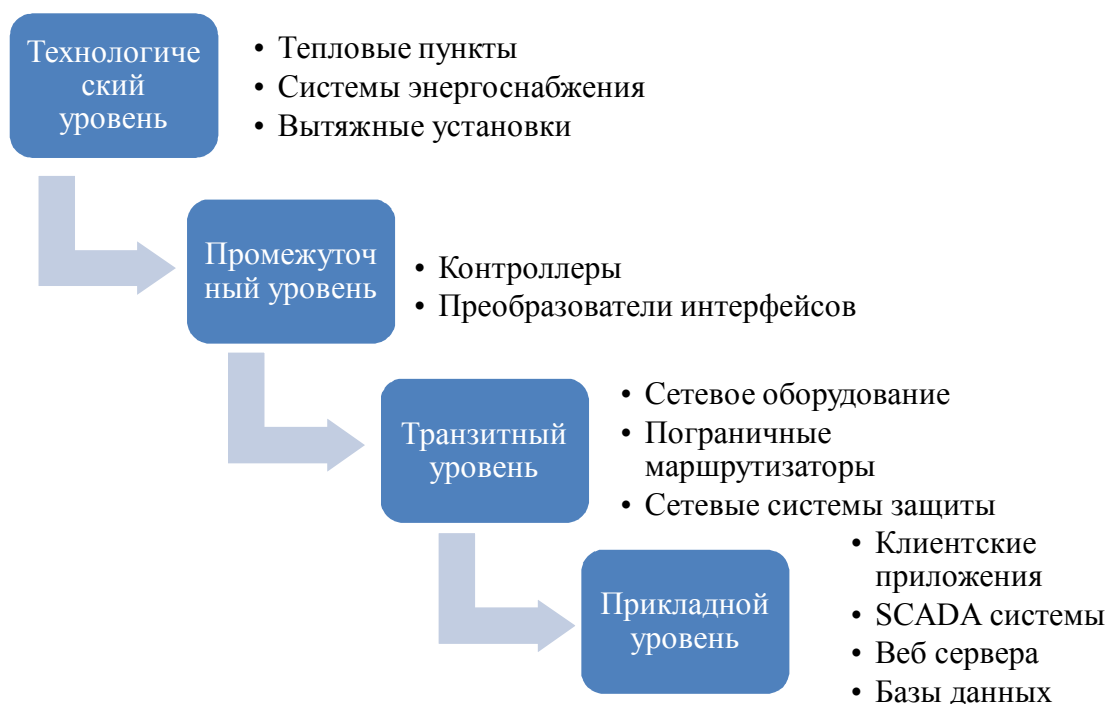 Технологиче
ский
уровень
• Тепловые пункты
• Системы энергоснабжения
• Вытяжные установки
Промежуточ
ный уровень
• Контроллеры
• Преобразователи интерфейсов
Транзитный
уровень
• Сетевое оборудование
• Пограничные
маршрутизаторы
• Сетевые системы защиты
Прикладной
уровень
• Клиентские
приложения
• SCADA системы
• Веб сервера
• Базы данных